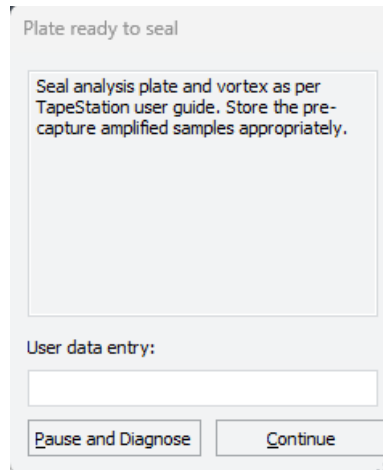 Plate ready to seal
Seal analysis plate and vortex as per
TapeStation user guide. Store the pre-
capture amplified samples appropriately.
User data entry:
Pause and Diagnose
Continue